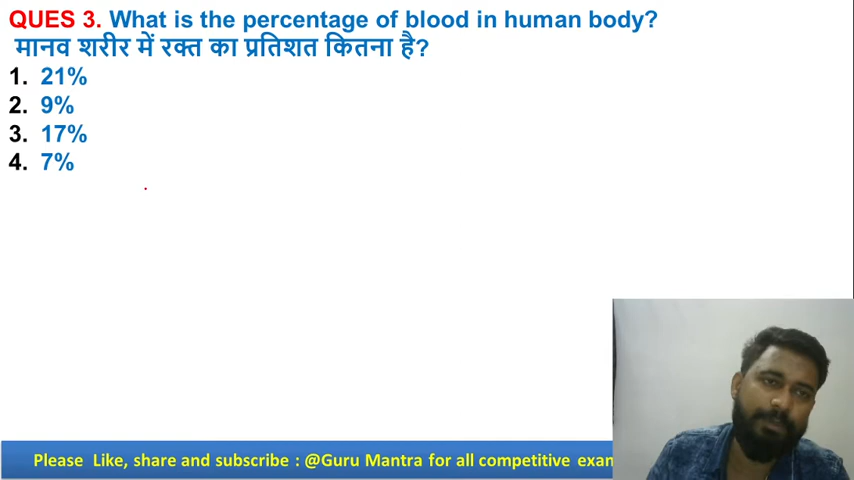 QUES 3. What is the percentage of blood in human body?
मानव शरीर में रक्त का प्रतिशत कितना है?
1. 21%
2. 9%
3. 17%
4. 7%
Please Like, share and subscribe : @Guru Mantra for all competitive exam